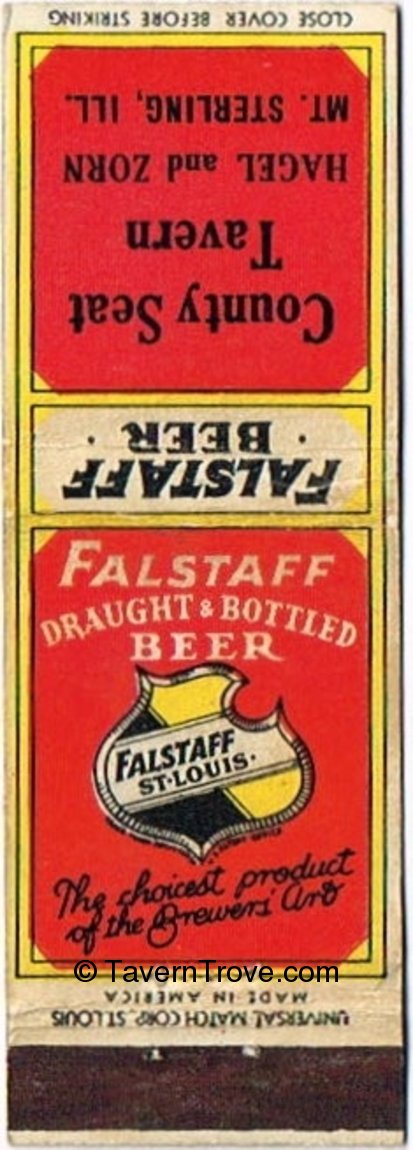 CLOSE COVER BEFORE STRIKING
County Seat
Tavern
HAGEL and ZORN
MT. STERLING, ILL.
FALSTAFF
· BEER ·
FALSTAFF
DRAUGHT & BOTTLED
BEER
FALSTAFF
ST·LOUIS·
The choicest product
of the Brewers' Art
© TavernTrove.com
MADE IN AMERICA
UNIVERSAL MATCH CORP., ST. LOUIS